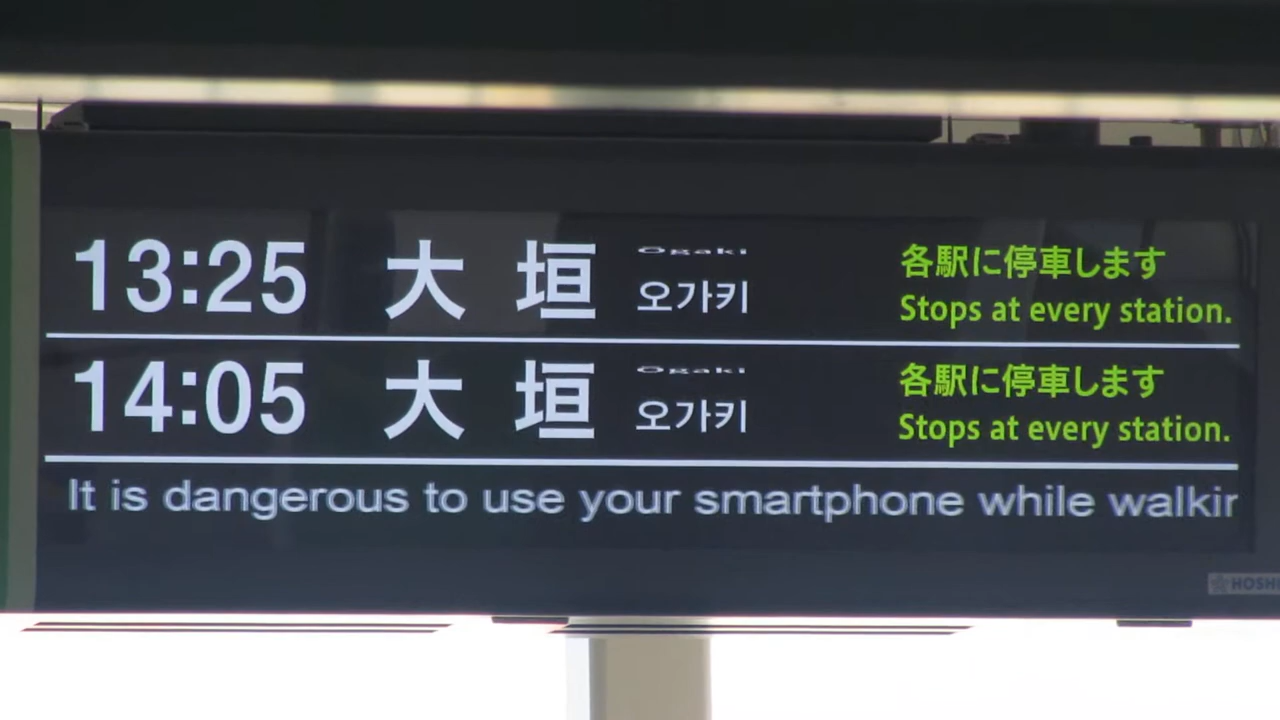 13:25 大垣 Ogaki 오가키 各駅に停車します
Stops at every station.
14:05 大垣 Ogaki 오가키 各駅に停車します
Stops at every station.
It is dangerous to use your smartphone while walkin
HOSHI